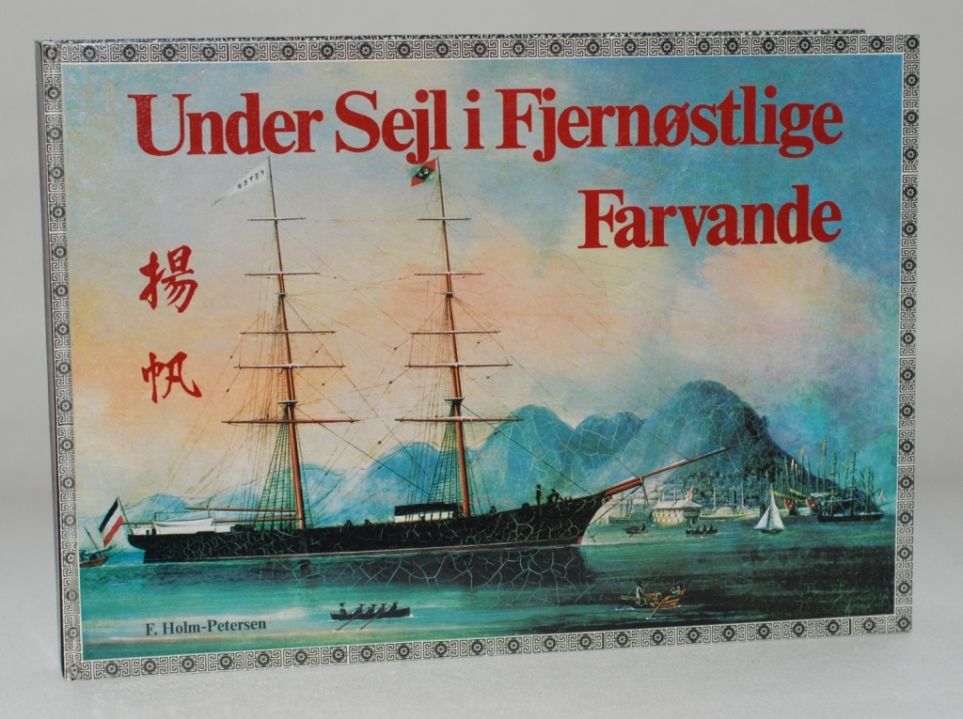 Under Sejl i Fjernøstlige
Farvande
揚
帆
F. Holm-Petersen